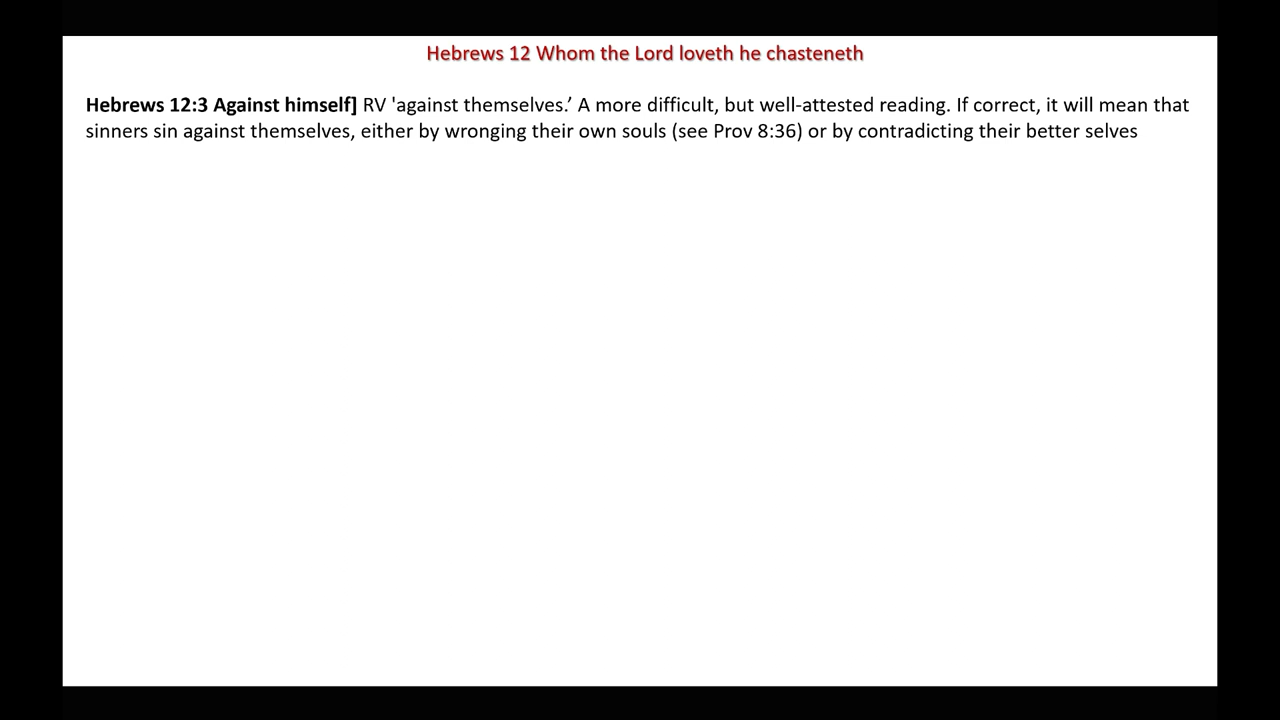 Hebrews 12 Whom the Lord loveth he chasteneth
Hebrews 12:3 Against himself] RV 'against themselves.’ A more difficult, but well-attested reading. If correct, it will mean that
sinners sin against themselves, either by wronging their own souls (see Prov 8:36) or by contradicting their better selves